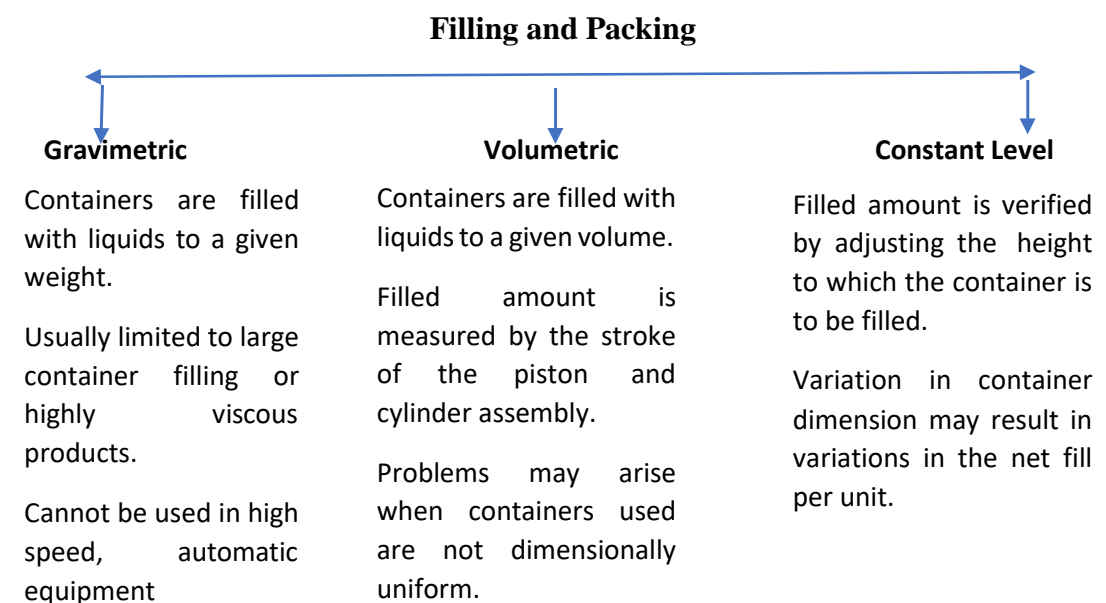 Filling and Packing
Gravimetric
Containers are filled
with liquids to a given
weight.
Usually limited to large
container filling or
highly viscous
products.
Cannot be used in high
speed, automatic
equipment
Volumetric
Containers are filled with
liquids to a given volume.
Filled amount is
measured by the stroke
of the piston and
cylinder assembly.
Problems may arise
when containers used
are not dimensionally
uniform.
Constant Level
Filled amount is verified
by adjusting the height
to which the container is
to be filled.
Variation in container
dimension may result in
variations in the net fill
per unit.